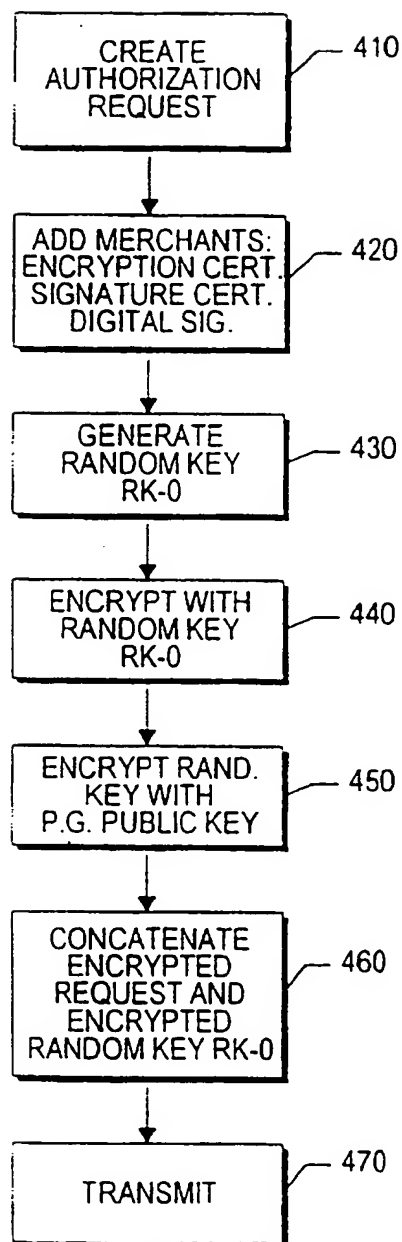 CREATE
AUTHORIZATION
REQUEST
410
ADD MERCHANTS:
ENCRYPTION CERT.
SIGNATURE CERT.
DIGITAL SIG.
420
GENERATE
RANDOM KEY
RK-0
430
ENCRYPT WITH
RANDOM KEY
RK-0
440
ENCRYPT RAND.
KEY WITH
P.G. PUBLIC KEY
450
CONCATENATE
ENCRYPTED
REQUEST AND
ENCRYPTED
RANDOM KEY RK-0
460
TRANSMIT
470